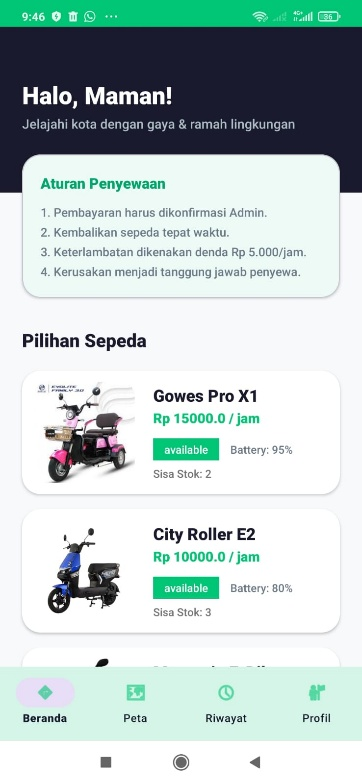 9:46
4G+
86
Halo, Maman!
Jelajahi kota dengan gaya & ramah lingkungan
Aturan Penyewaan
1. Pembayaran harus dikonfirmasi Admin.
2. Kembalikan sepeda tepat waktu.
3. Keterlambatan dikenakan denda Rp 5.000/jam.
4. Kerusakan menjadi tanggung jawab penyewa.
Pilihan Sepeda
Gowes Pro X1
Rp 15000.0 / jam
available Battery: 95%
Sisa Stok: 2
City Roller E2
Rp 10000.0 / jam
available Battery: 80%
Sisa Stok: 3
Beranda Peta Riwayat Profil